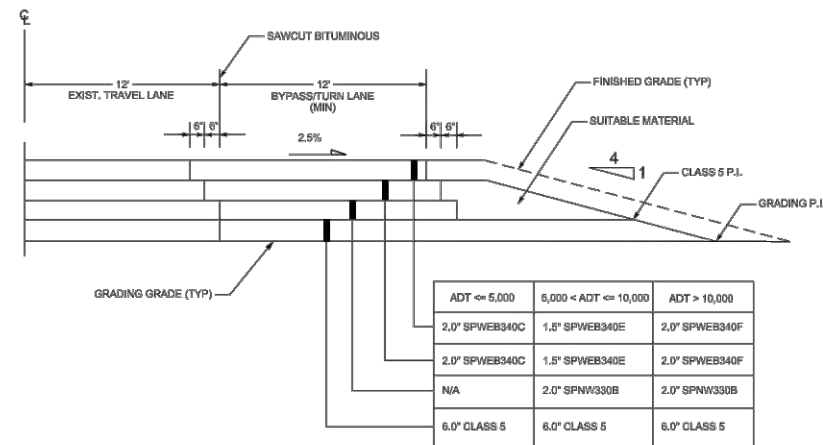 ℄
SAWCUT BITUMINOUS
12'
EXIST. TRAVEL LANE
12'
BYPASS/TURN LANE
(MIN)
FINISHED GRADE (TYP)
SUITABLE MATERIAL
6" 6"
2.5%
6" 6"
4
1
CLASS 5 P.I.
GRADING P.I.
GRADING GRADE (TYP)
ADT <= 5,000 5,000 < ADT <= 10,000 ADT > 10,000
2.0" SPWEB340C 1.5" SPWEB340E 2.0" SPWEB340F
2.0" SPWEB340C 1.5" SPWEB340E 2.0" SPWEB340F
N/A 2.0" SPNW330B 2.0" SPNW330B
6.0" CLASS 5 6.0" CLASS 5 6.0" CLASS 5